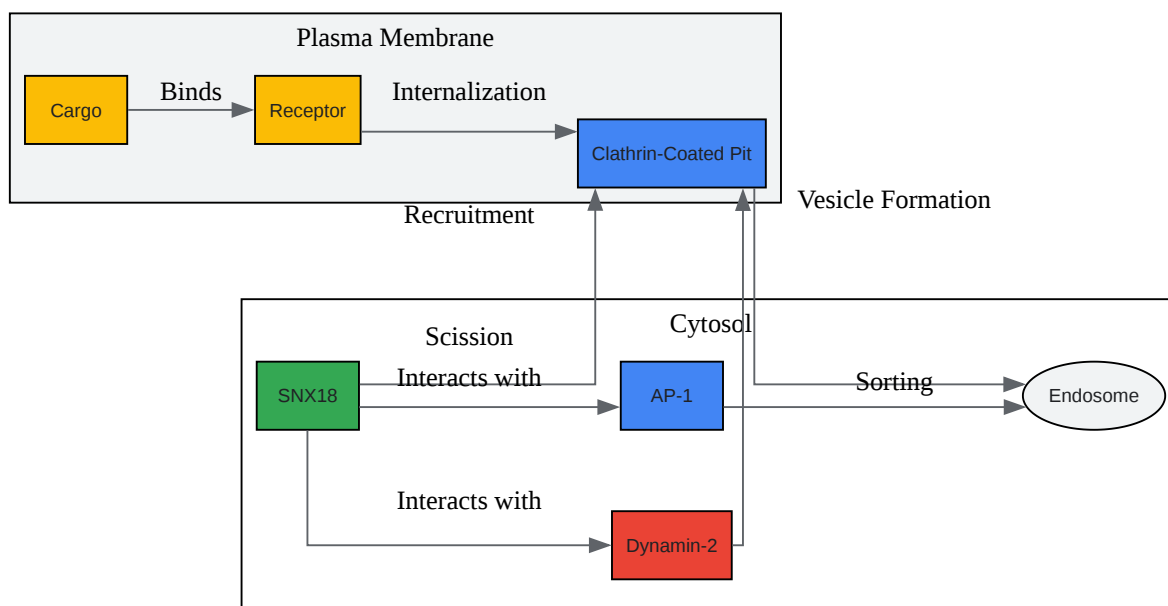 Plasma Membrane
Binds
Internalization
Cargo
Receptor
Clathrin-Coated Pit
Vesicle Formation
Recruitment
Cytosol
Scission
Interacts with
Sorting
SNX18
AP-1
Endosome
Interacts with
Dynamin-2